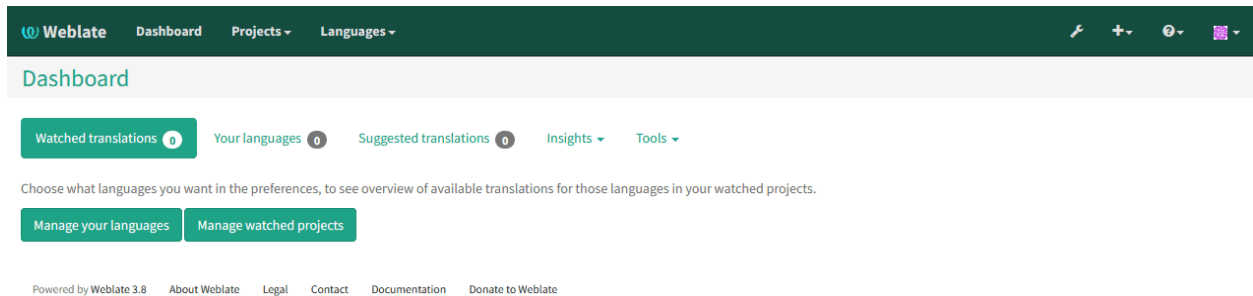 Weblate Dashboard Projects Languages
Dashboard
Watched translations 0 Your languages 0 Suggested translations 0 Insights Tools
Choose what languages you want in the preferences, to see overview of available translations for those languages in your watched projects.
Manage your languages Manage watched projects
Powered by Weblate 3.8 About Weblate Legal Contact Documentation Donate to Weblate